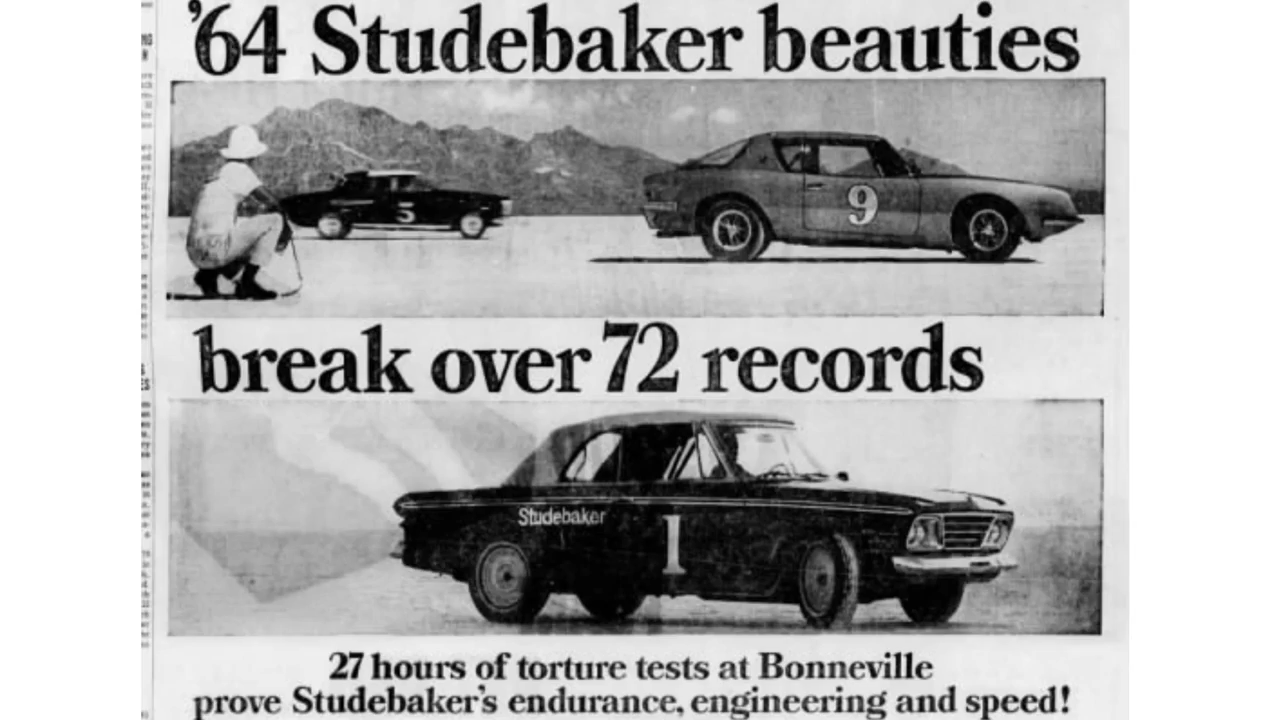 ’64 Studebaker beauties
5
9
break over 72 records
Studebaker
1
27 hours of torture tests at Bonneville
prove Studebaker’s endurance, engineering and speed!